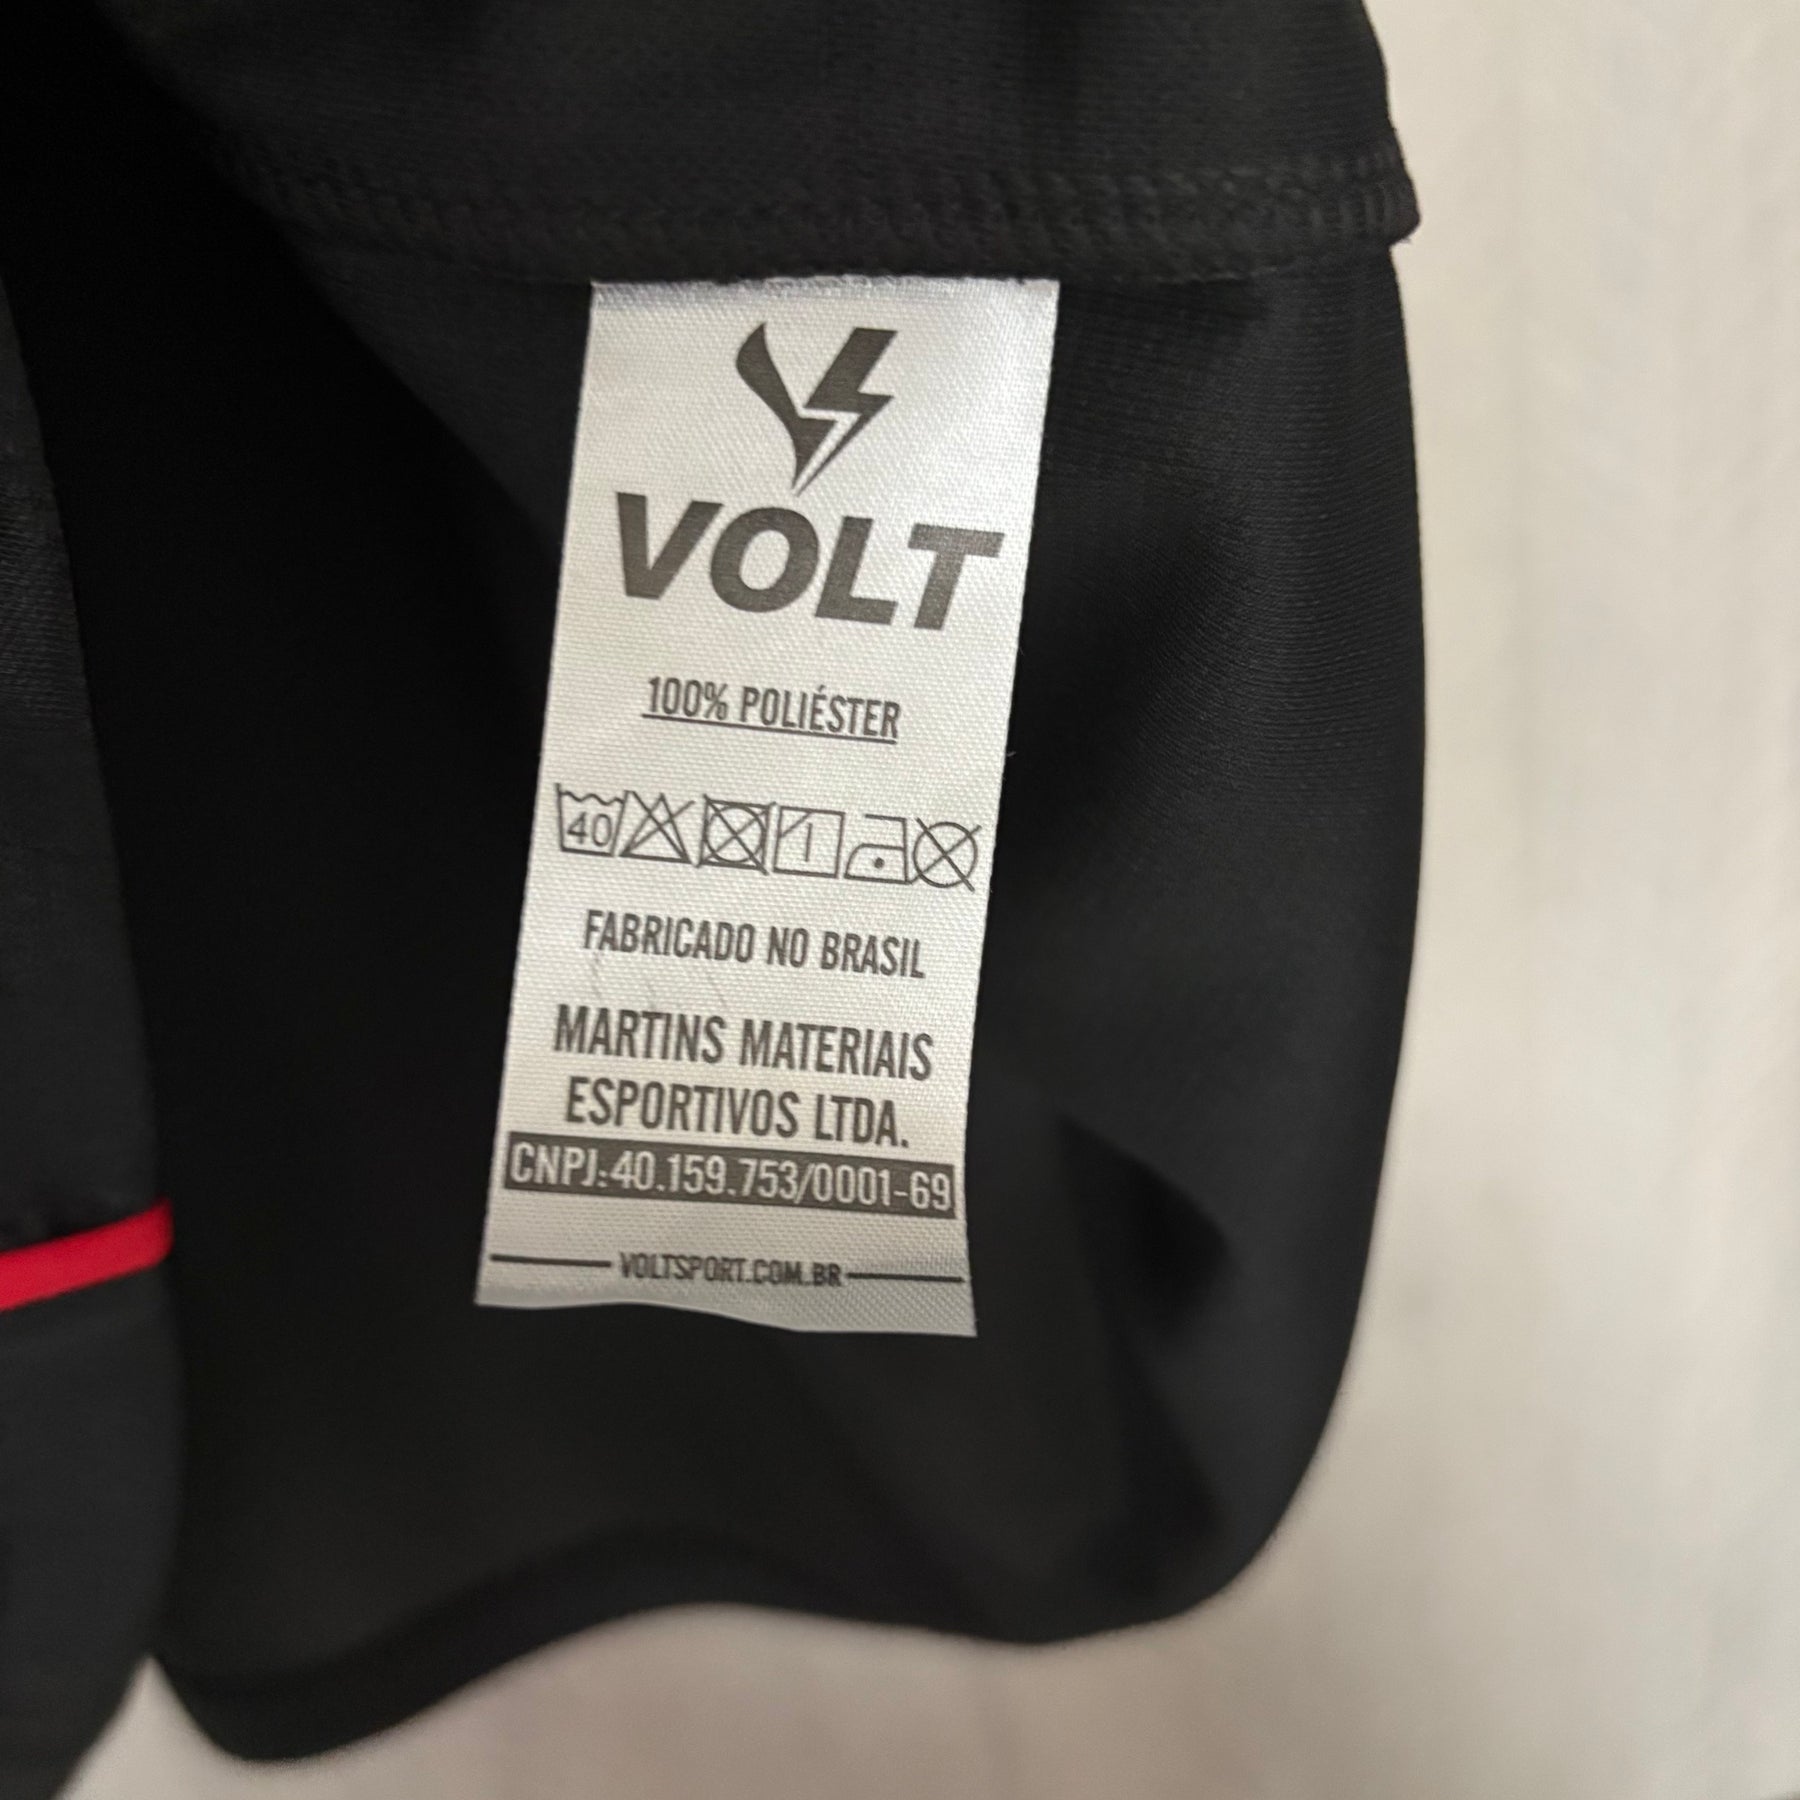 VOLT
100% POLIÉSTER
40
FABRICADO NO BRASIL
MARTINS MATERIAIS
ESPORTIVOS LTDA.
CNPJ:40.159.753/0001-69
VOLTSPORT.COM.BR